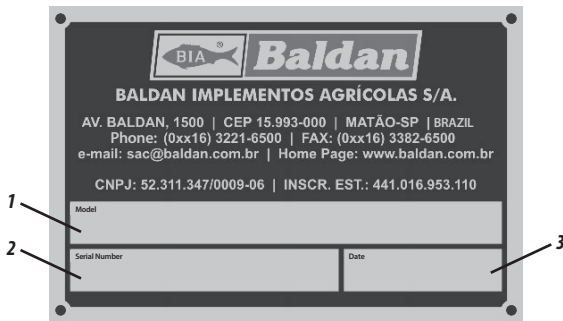 BIA ® Baldan
BALDAN IMPLEMENTOS AGRÍCOLAS S/A.
AV. BALDAN, 1500 | CEP 15.993-000 | MATÃO-SP | BRAZIL
Phone: (0xx16) 3221-6500 | FAX: (0xx16) 3382-6500
e-mail: sac@baldan.com.br | Home Page: www.baldan.com.br
CNPJ: 52.311.347/0009-06 | INSCR. EST.: 441.016.953.110
1 Model
2 Serial Number Date 3